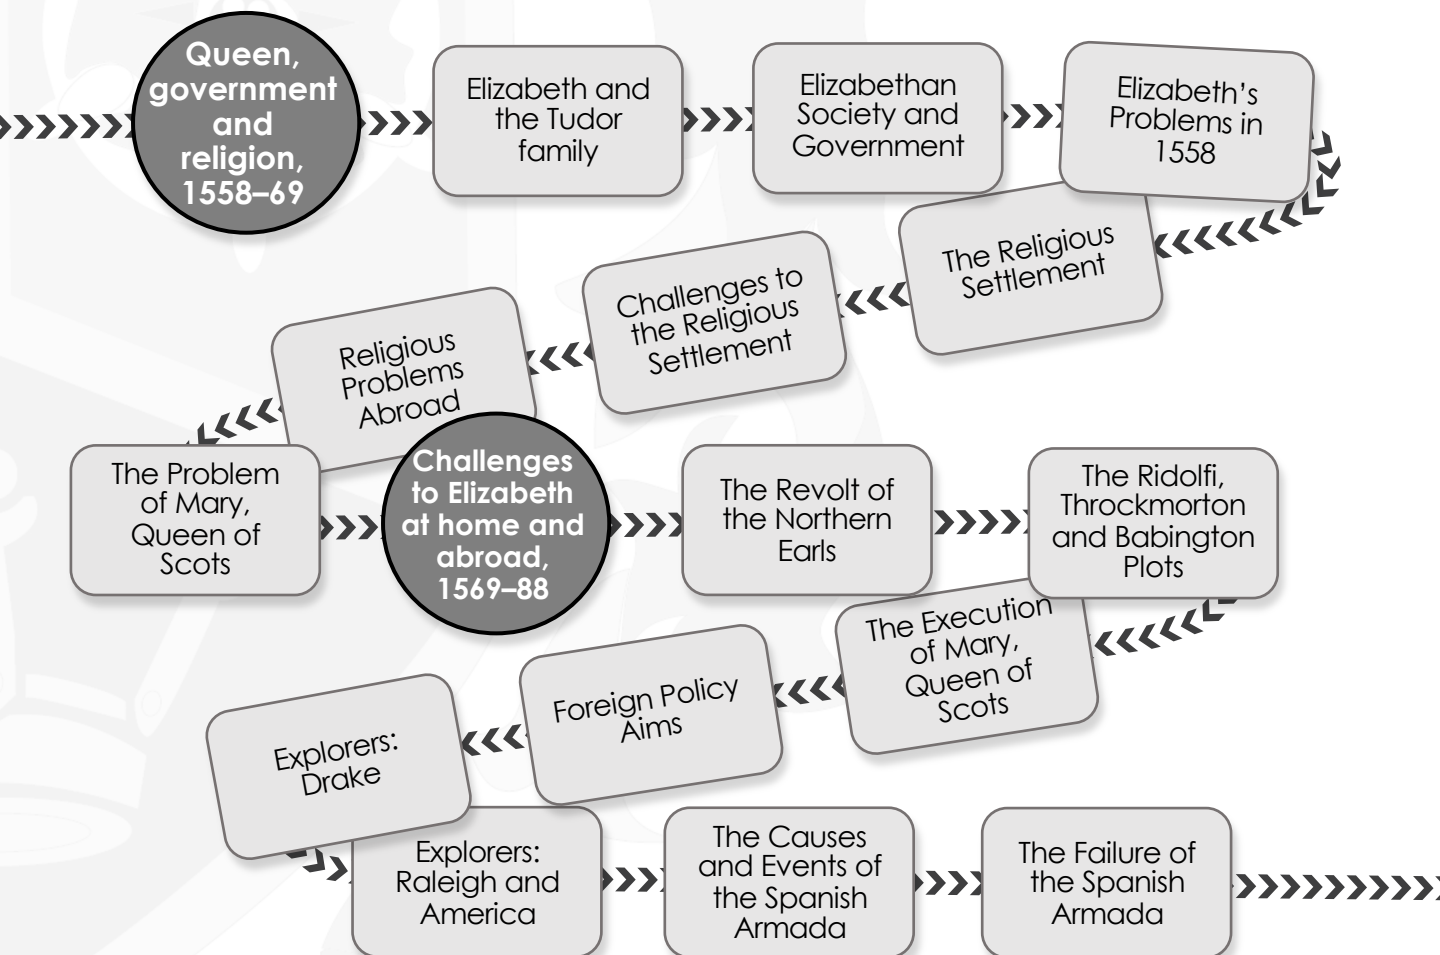 Queen,
government
and
religion,
1558–69
Elizabeth and
the Tudor
family
Elizabethan
Society and
Government
Elizabeth’s
Problems in
1558
The Religious
Settlement
Challenges to
the Religious
Settlement
Religious
Problems
Abroad
The Problem
of Mary,
Queen of
Scots
Challenges
to Elizabeth
at home and
abroad,
1569–88
The Revolt of
the Northern
Earls
The Ridolfi,
Throckmorton
and Babington
Plots
The Execution
of Mary,
Queen of
Scots
Foreign Policy
Aims
Explorers:
Drake
Explorers:
Raleigh and
America
The Causes
and Events of
the Spanish
Armada
The Failure of
the Spanish
Armada